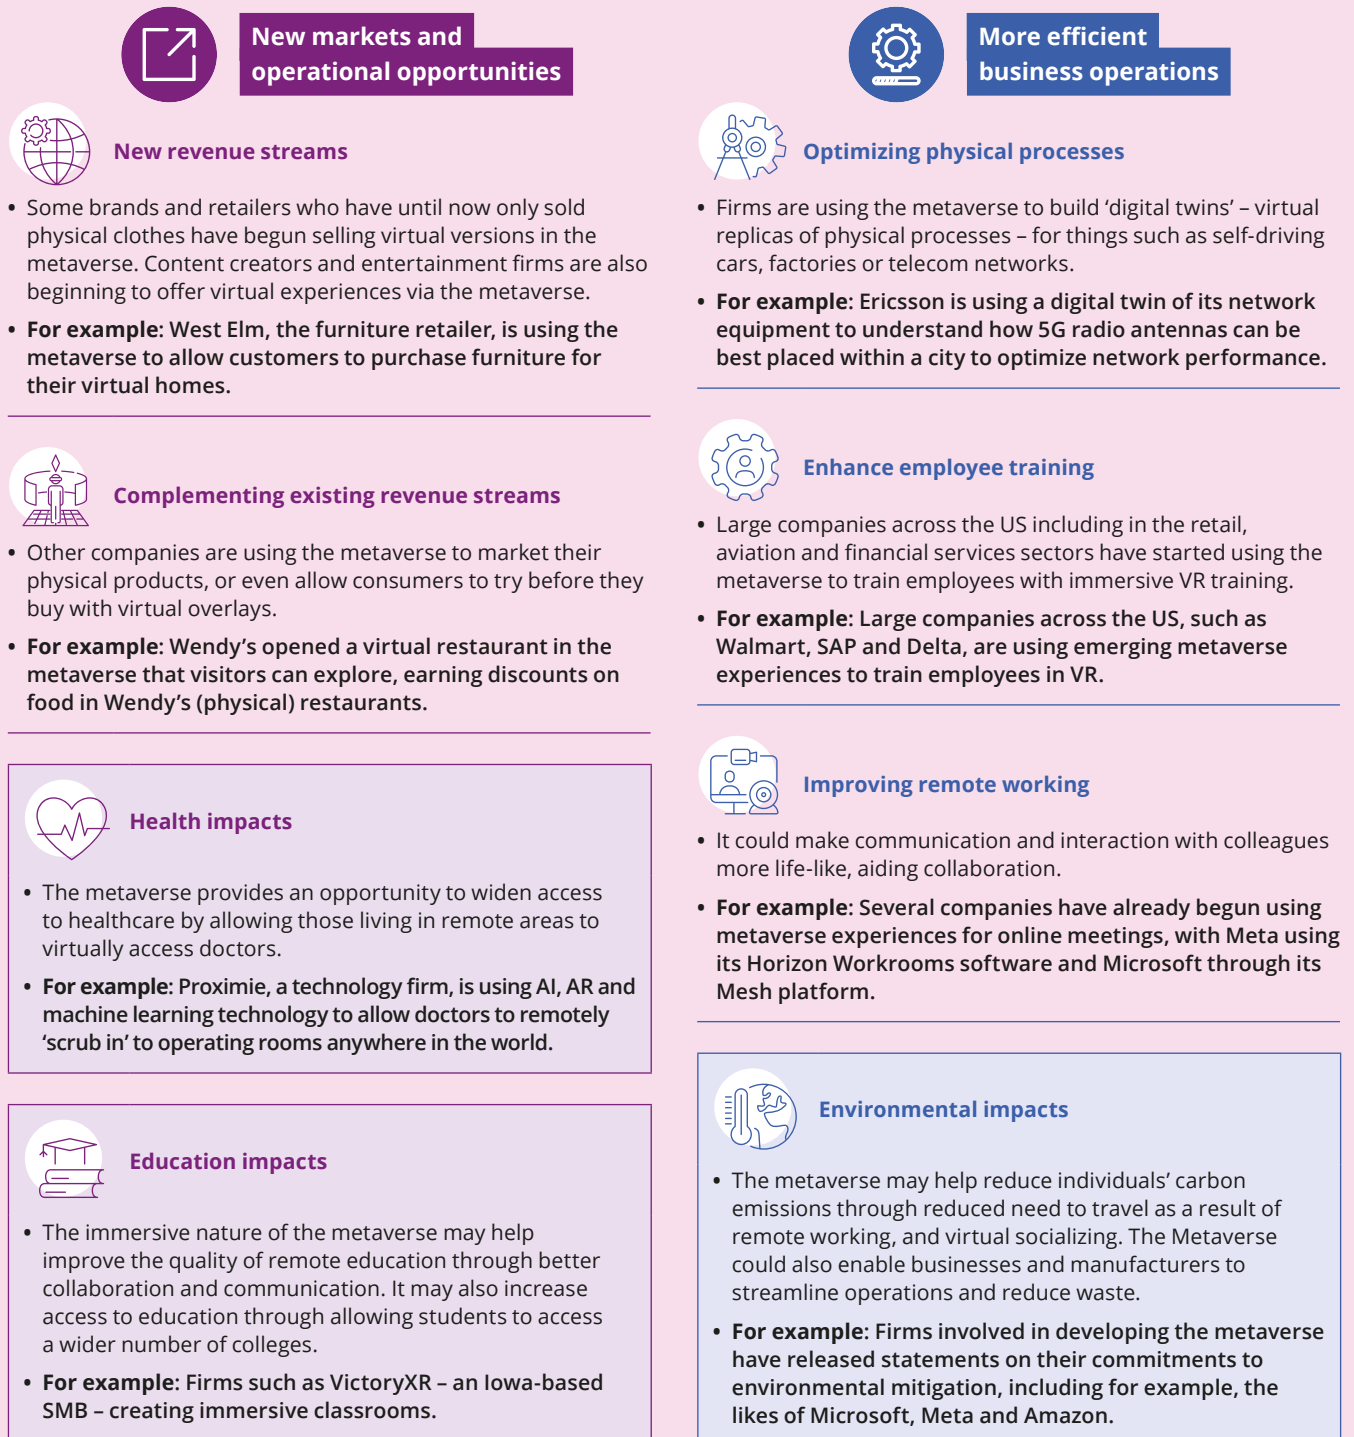 New markets and
operational opportunities
New revenue streams
• Some brands and retailers who have until now only sold
physical clothes have begun selling virtual versions in the
metaverse. Content creators and entertainment firms are also
beginning to offer virtual experiences via the metaverse.
• For example: West Elm, the furniture retailer, is using the
metaverse to allow customers to purchase furniture for
their virtual homes.
Complementing existing revenue streams
• Other companies are using the metaverse to market their
physical products, or even allow consumers to try before they
buy with virtual overlays.
• For example: Wendy’s opened a virtual restaurant in the
metaverse that visitors can explore, earning discounts on
food in Wendy’s (physical) restaurants.
Health impacts
• The metaverse provides an opportunity to widen access
to healthcare by allowing those living in remote areas to
virtually access doctors.
• For example: Proximie, a technology firm, is using AI, AR and
machine learning technology to allow doctors to remotely
‘scrub in’ to operating rooms anywhere in the world.
Education impacts
• The immersive nature of the metaverse may help
improve the quality of remote education through better
collaboration and communication. It may also increase
access to education through allowing students to access
a wider number of colleges.
• For example: Firms such as VictoryXR – an Iowa-based
SMB – creating immersive classrooms.
More efficient
business operations
Optimizing physical processes
• Firms are using the metaverse to build ‘digital twins’ – virtual
replicas of physical processes – for things such as self-driving
cars, factories or telecom networks.
• For example: Ericsson is using a digital twin of its network
equipment to understand how 5G radio antennas can be
best placed within a city to optimize network performance.
Enhance employee training
• Large companies across the US including in the retail,
aviation and financial services sectors have started using the
metaverse to train employees with immersive VR training.
• For example: Large companies across the US, such as
Walmart, SAP and Delta, are using emerging metaverse
experiences to train employees in VR.
Improving remote working
• It could make communication and interaction with colleagues
more life-like, aiding collaboration.
• For example: Several companies have already begun using
metaverse experiences for online meetings, with Meta using
its Horizon Workrooms software and Microsoft through its
Mesh platform.
Environmental impacts
• The metaverse may help reduce individuals’ carbon
emissions through reduced need to travel as a result of
remote working, and virtual socializing. The Metaverse
could also enable businesses and manufacturers to
streamline operations and reduce waste.
• For example: Firms involved in developing the metaverse
have released statements on their commitments to
environmental mitigation, including for example, the
likes of Microsoft, Meta and Amazon.